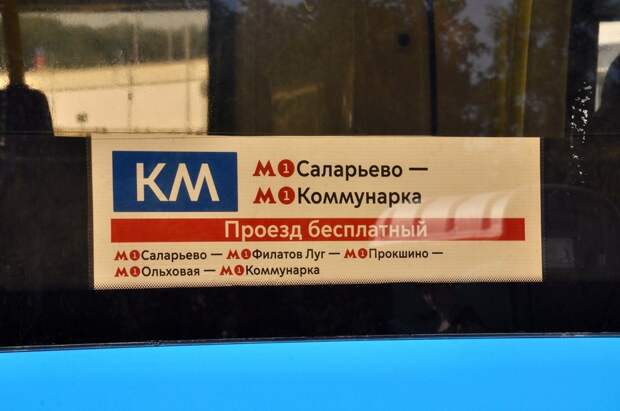 КМ
М1Саларьево —
М1Коммунарка
Проезд бесплатный
М1Саларьево — М1Филатов Луг — М1Прокшино —
М1Ольховая — М1Коммунарка